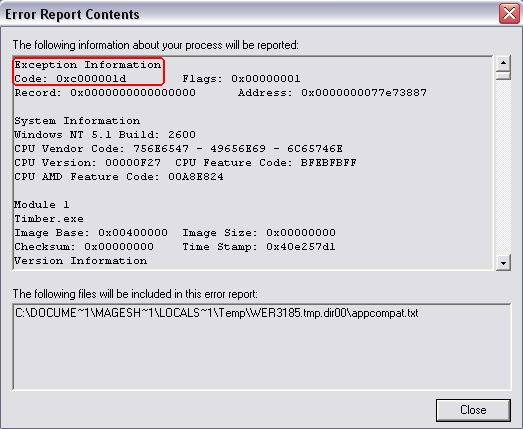 Error Report Contents
The following information about your process will be reported:
Exception Information
Code: 0xc000001d Flags: 0x00000001
Record: 0x0000000000000000 Address: 0x0000000077e73887
System Information
Windows NT 5.1 Build: 2600
CPU Vendor Code: 756E6547 - 49656E69 - 6C65746E
CPU Version: 00000F27 CPU Feature Code: BFEBFBFF
CPU AMD Feature Code: 00A8E824
Module 1
Timber.exe
Image Base: 0x00400000 Image Size: 0x00000000
Checksum: 0x00000000 Time Stamp: 0x40e257d1
Version Information
The following files will be included in this error report:
C:\DOCUME~1\MAGESH~1\LOCALS~1\Temp\WER3185.tmp.dir00\appcompat.txt
Close